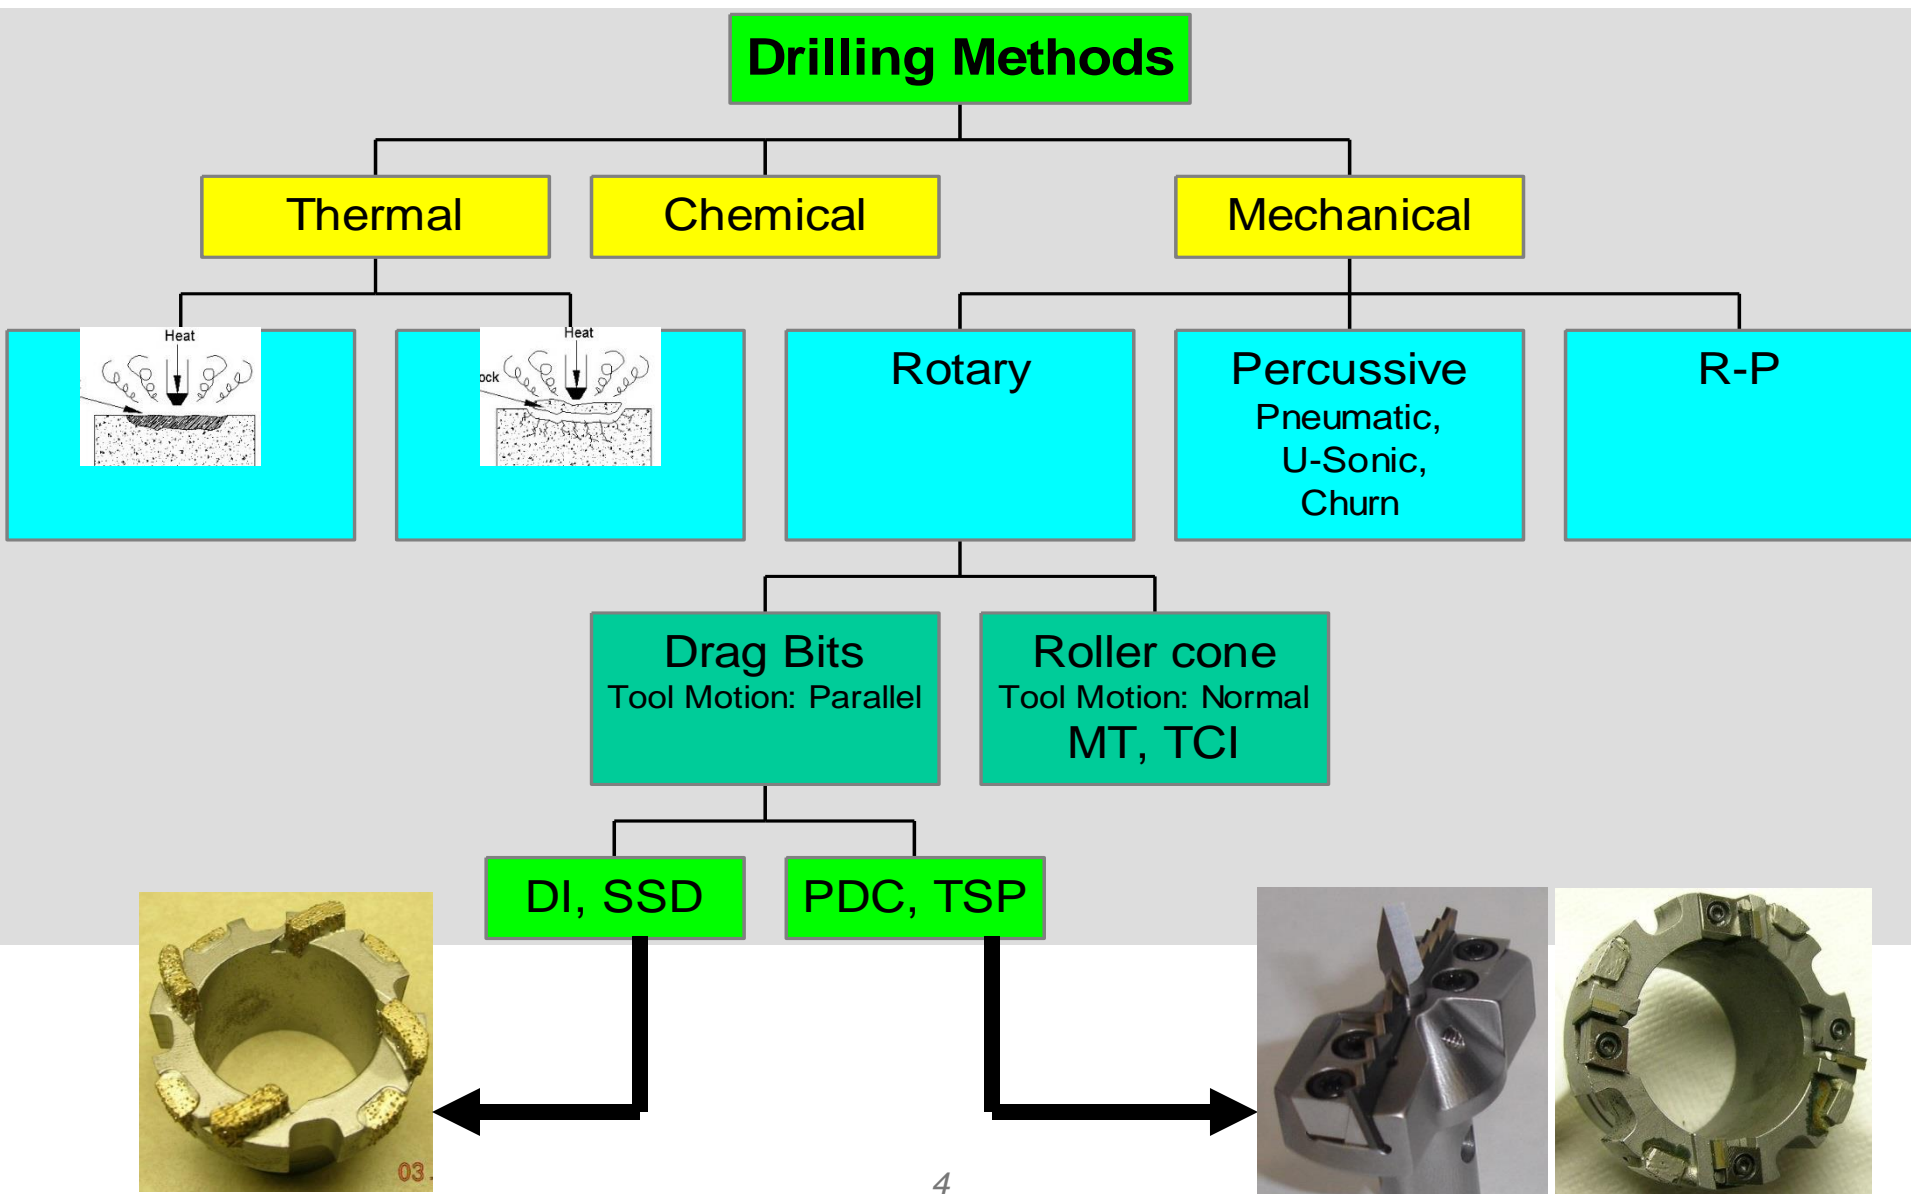 Drilling Methods
Thermal
Chemical
Mechanical
Heat
Heat
ock
Rotary
Percussive
Pneumatic,
U-Sonic,
Churn
R-P
Drag Bits
Tool Motion: Parallel
Roller cone
Tool Motion: Normal
MT, TCI
DI, SSD
PDC, TSP
03.
4